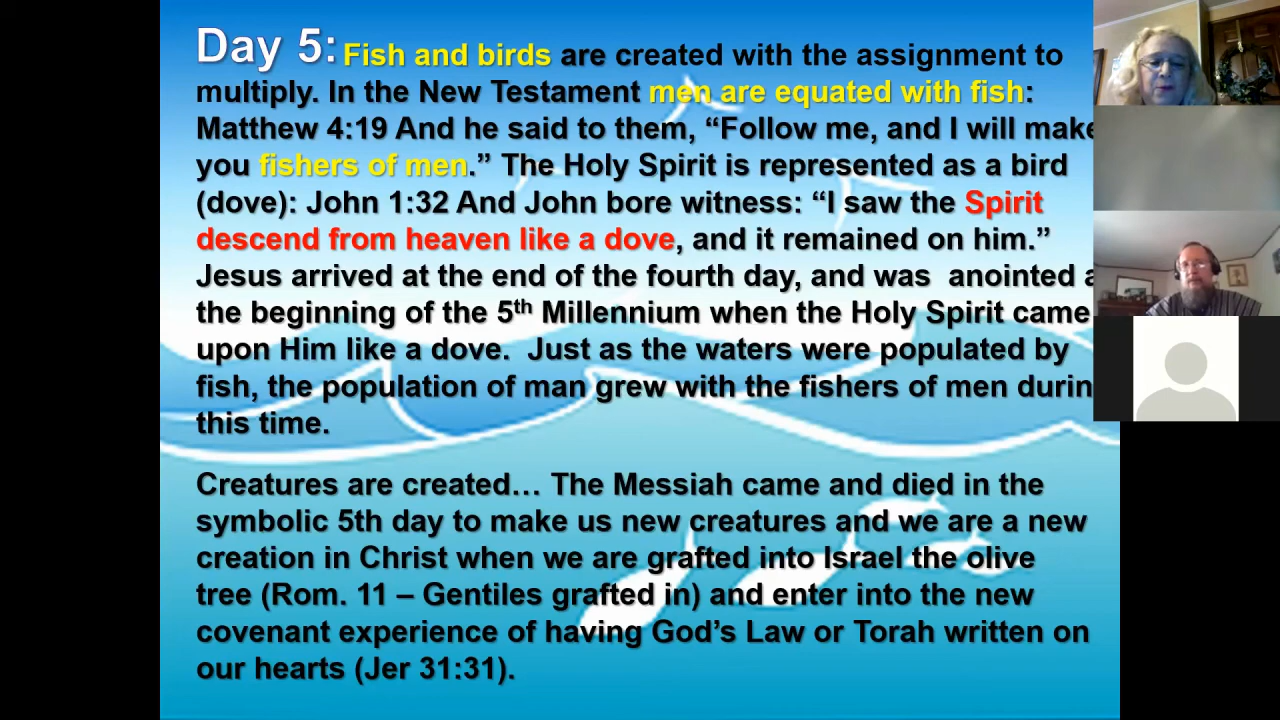 Day 5: Fish and birds are created with the assignment to
multiply. In the New Testament men are equated with fish:
Matthew 4:19 And he said to them, “Follow me, and I will make
you fishers of men.” The Holy Spirit is represented as a bird
(dove): John 1:32 And John bore witness: “I saw the Spirit
descend from heaven like a dove, and it remained on him.”
Jesus arrived at the end of the fourth day, and was anointed a
the beginning of the 5th Millennium when the Holy Spirit came
upon Him like a dove. Just as the waters were populated by
fish, the population of man grew with the fishers of men durin
this time.
Creatures are created… The Messiah came and died in the
symbolic 5th day to make us new creatures and we are a new
creation in Christ when we are grafted into Israel the olive
tree (Rom. 11 – Gentiles grafted in) and enter into the new
covenant experience of having God’s Law or Torah written on
our hearts (Jer 31:31).